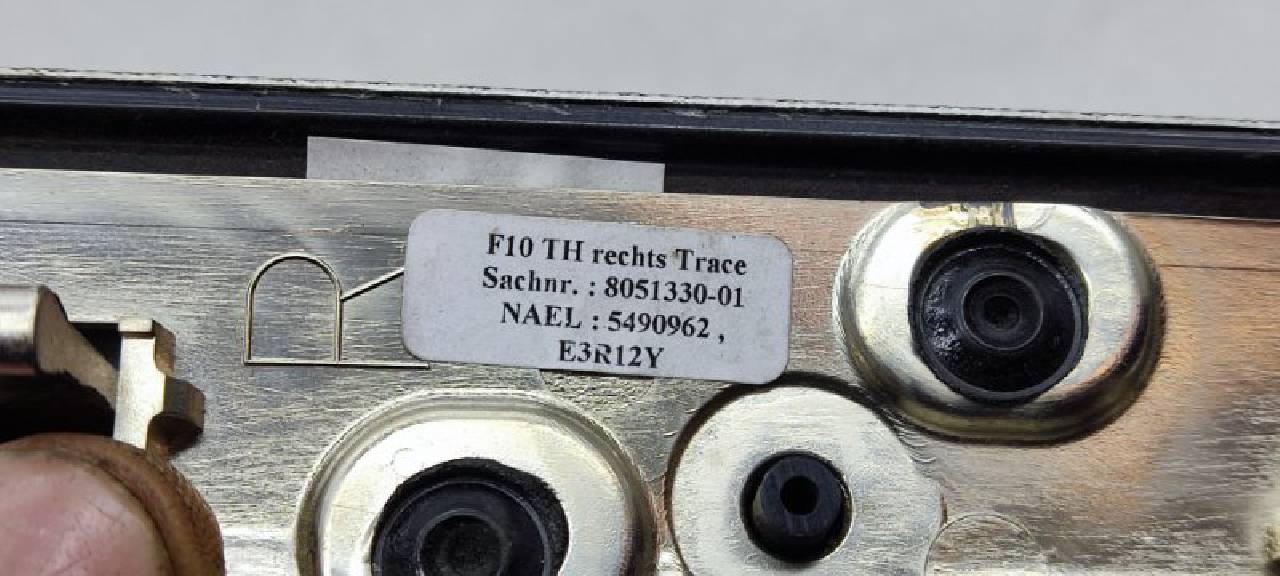 F10 TH rechts Trace
Sachnr. : 8051330-01
NAEL : 5490962 ,
E3R12Y